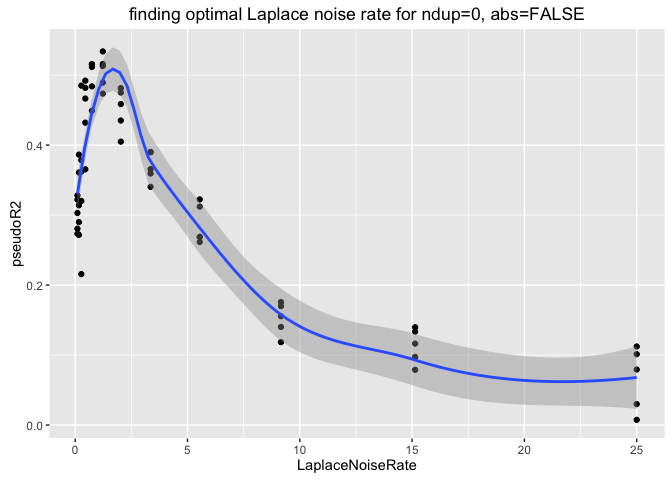 finding optimal Laplace noise rate for ndup=0, abs=FALSE
pseudoR2
0.4
0.2
0.0
0 5 10 15 20 25
LaplaceNoiseRate